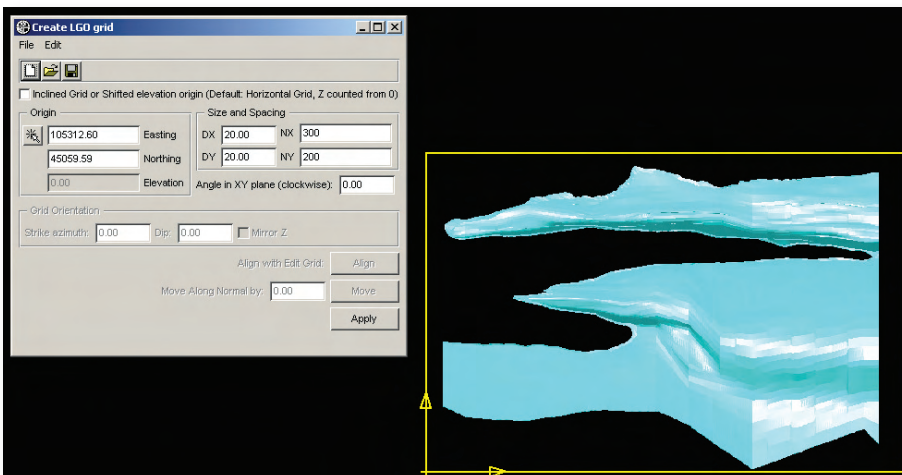 Create LGO grid
File Edit
Inclined Grid or Shifted elevation origin (Default: Horizontal Grid, Z counted from 0)
Origin
Size and Spacing
105312.60 Easting DX 20.00 NX 300
45059.59 Northing DY 20.00 NY 200
0.00 Elevation Angle in XY plane (clockwise): 0.00
Grid Orientation
Strike azimuth: 0.00 Dip: 0.00 Mirror Z
Align with Edit Grid: Align
Move Along Normal by: 0.00 Move
Apply